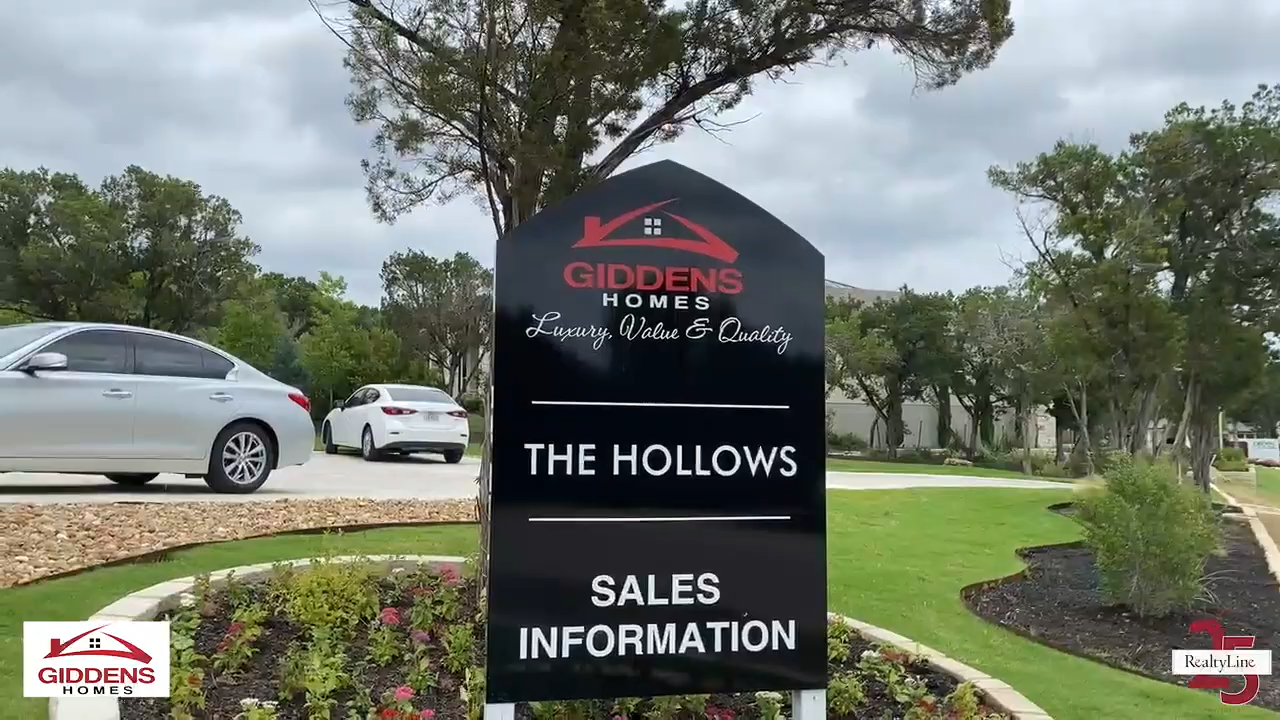 GIDDENS
HOMES
Luxury, Value & Quality
THE HOLLOWS
SALES
INFORMATION
GIDDENS
HOMES
25
RealtyLine